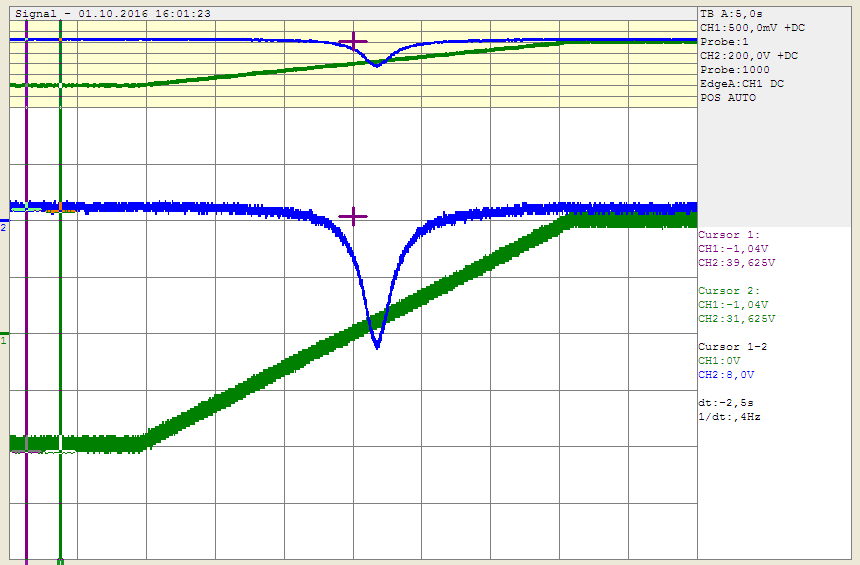 Signal - 01.10.2016 16:01:23
TB A:5,0s
CH1:500,0mV +DC
Probe:1
CH2:200,0V +DC
Probe:1000
EdgeA:CH1 DC
POS AUTO
2
1
Cursor 1:
CH1:-1,04V
CH2:39,625V
Cursor 2:
CH1:-1,04V
CH2:31,625V
Cursor 1-2
CH1:0V
CH2:8,0V
dt:-2,5s
1/dt:,4Hz